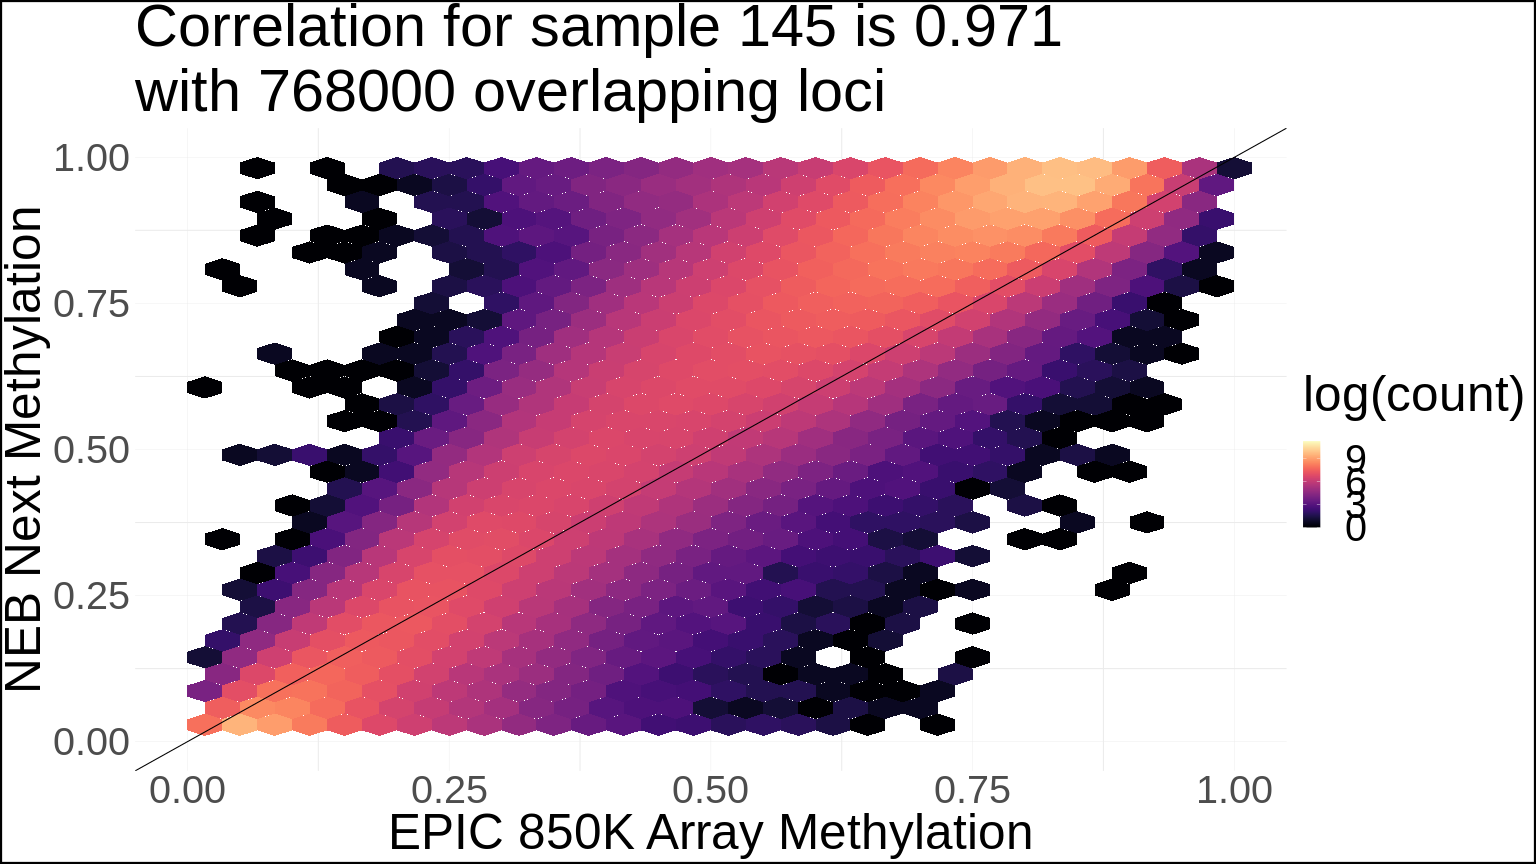 Correlation for sample 145 is 0.971
with 768000 overlapping loci
NEB Next Methylation
1.00
0.75
0.50
0.25
0.00
0.00 0.25 0.50 0.75 1.00
EPIC 850K Array Methylation
log(count)
9
6
3
0